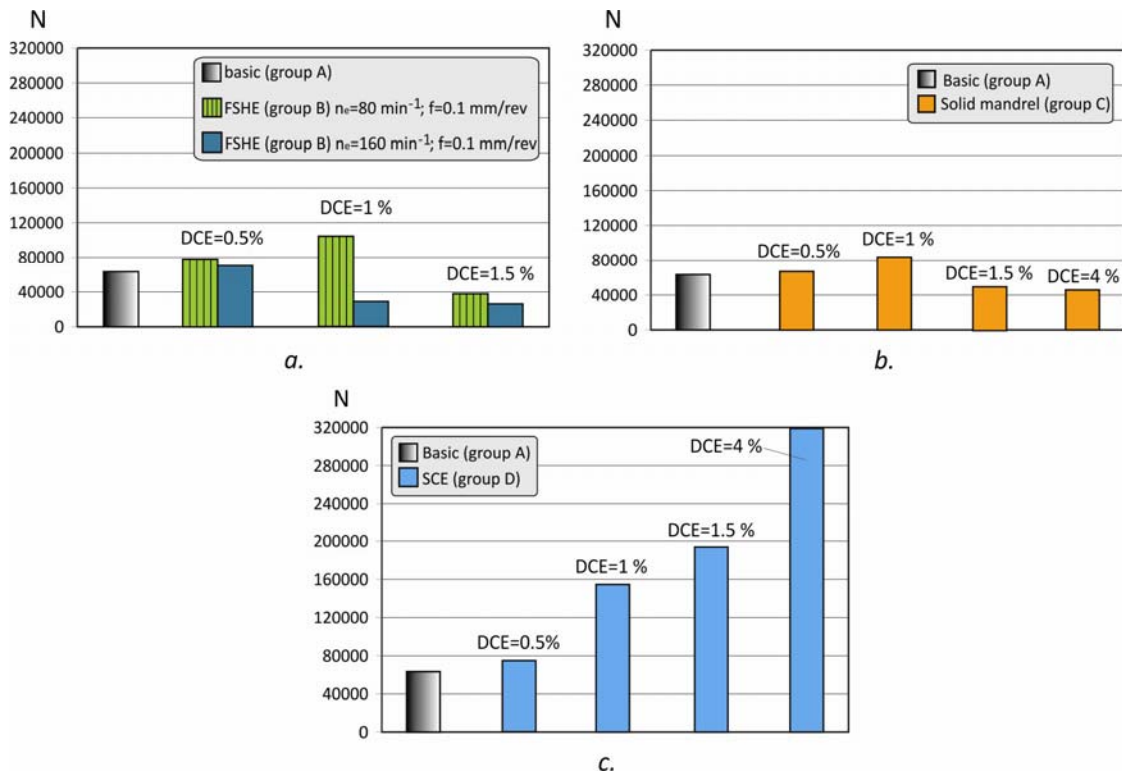 N
320000
280000
240000
200000
160000
120000
80000
40000
0
basic (group A)
FSHE (group B) nₑ=80 min⁻¹; f=0.1 mm/rev
FSHE (group B) nₑ=160 min⁻¹; f=0.1 mm/rev
DCE=0.5%
DCE=1 %
DCE=1.5 %
a.
N
320000
280000
240000
200000
160000
120000
80000
40000
0
Basic (group A)
Solid mandrel (group C)
DCE=0.5%
DCE=1 %
DCE=1.5 %
DCE=4 %
b.
N
320000
280000
240000
200000
160000
120000
80000
40000
0
Basic (group A)
SCE (group D)
DCE=0.5%
DCE=1 %
DCE=1.5 %
DCE=4 %
c.